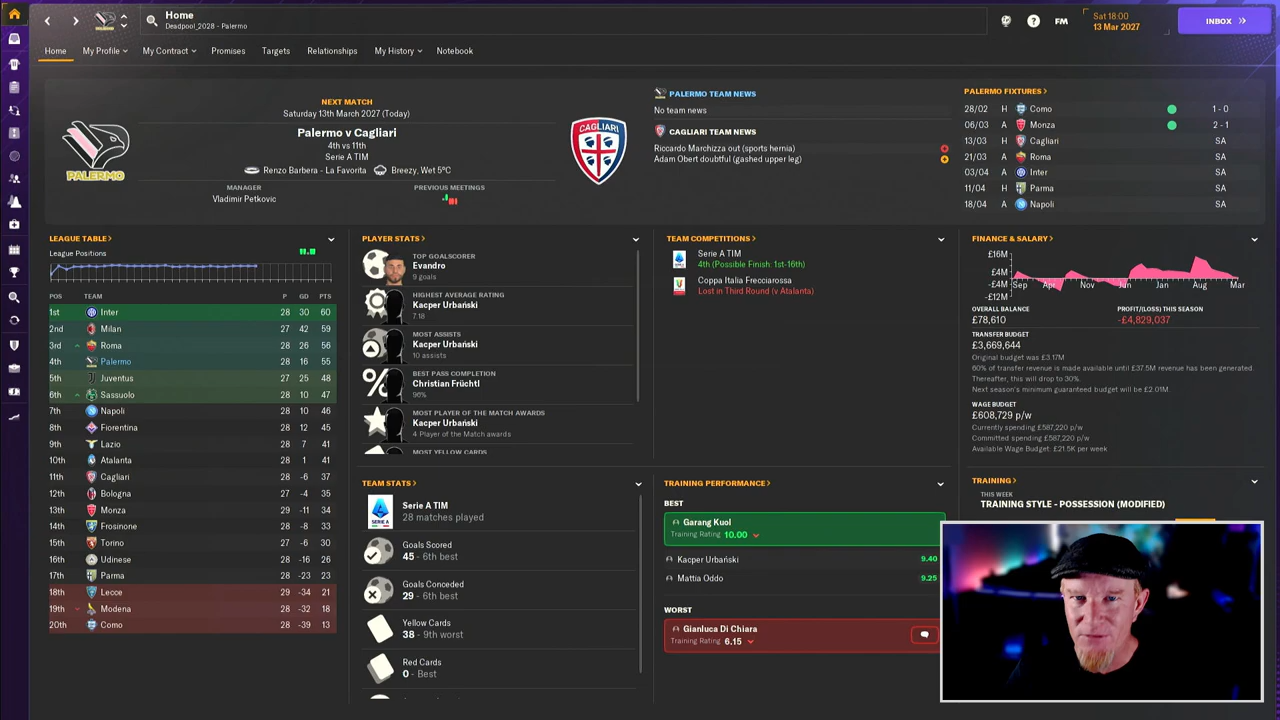 Home
Deadpool_2028 - Palermo
FM
Sat 18:00
13 Mar 2027
INBOX
Home
My Profile
My Contract
Promises
Targets
Relationships
My History
Notebook
NEXT MATCH
Saturday 13th March 2027 (Today)
Palermo v Cagliari
4th vs 11th
Serie A TIM
Renzo Barbera - La Favorita
Breezy, Wet 5°C
MANAGER
Vladimir Petkovic
PREVIOUS MEETINGS
PALERMO
CAGLIARI
PALERMO TEAM NEWS
No team news
CAGLIARI TEAM NEWS
Riccardo Marchizza out (sports hernia)
Adam Obert doubtful (gashed upper leg)
PALERMO FIXTURES
28/02 H Como 1 - 0
06/03 A Monza 2 - 1
13/03 H Cagliari SA
21/03 A Roma SA
03/04 A Inter SA
11/04 H Parma SA
18/04 A Napoli SA
LEAGUE TABLE
League Positions
POS TEAM P GD PTS
1st Inter 28 30 60
2nd Milan 27 42 59
3rd Roma 28 26 56
4th Palermo 28 16 55
5th Juventus 27 25 48
6th Sassuolo 28 10 47
7th Napoli 28 10 46
8th Fiorentina 28 12 45
9th Lazio 28 7 41
10th Atalanta 28 1 41
11th Cagliari 28 -6 37
12th Bologna 27 -4 35
13th Monza 29 -11 34
14th Frosinone 28 -8 33
15th Torino 27 -6 30
16th Udinese 28 -16 26
17th Parma 28 -23 23
18th Lecce 29 -34 21
19th Modena 28 -32 18
20th Como 28 -39 13
PLAYER STATS
TOP GOALSCORER
Evandro
9 goals
HIGHEST AVERAGE RATING
Kacper Urbański
7.18
MOST ASSISTS
Kacper Urbański
10 assists
BEST PASS COMPLETION
Christian Früchtl
96%
MOST PLAYER OF THE MATCH AWARDS
Kacper Urbański
4 Player of the Match awards
MOST YELLOW CARDS
TEAM STATS
SERIE A
Serie A TIM
28 matches played
Goals Scored
45 - 6th best
Goals Conceded
29 - 6th best
Yellow Cards
38 - 9th worst
Red Cards
0 - Best
TEAM COMPETITIONS
Serie A TIM
4th (Possible Finish: 1st-16th)
Coppa Italia Frecciarossa
Lost in Third Round (v Atalanta)
TRAINING PERFORMANCE
BEST
Garang Kuol
Training Rating 10.00
Kacper Urbański 9.40
Mattia Oddo 9.25
WORST
Gianluca Di Chiara
Training Rating 6.15
FINANCE & SALARY
£16M
£4M
-£4M
-£12M
Sep Apr Nov Jun Jan Aug Mar
OVERALL BALANCE
£78,610
PROFIT/(LOSS) THIS SEASON
-£4,829,037
TRANSFER BUDGET
£3,669,644
Original budget was £3.17M
60% of transfer revenue is made available until £37.5M revenue has been generated
Thereafter, this will drop to 30%.
Next season's minimum guaranteed budget will be £2.01M.
WAGE BUDGET
£608,729 p/w
Currently spending £587,220 p/w
Committed spending £587,220 p/w
Available Wage Budget: £21.5K per week
TRAINING
THIS WEEK
TRAINING STYLE - POSSESSION (MODIFIED)